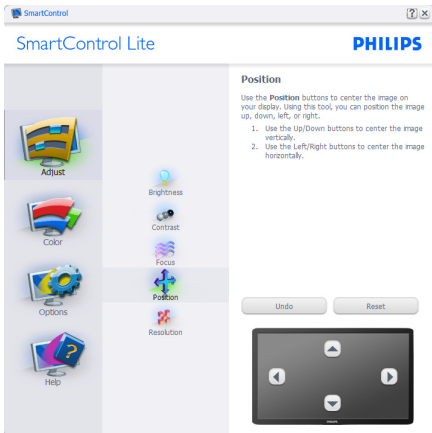 SmartControl
? ×
SmartControl Lite
PHILIPS
Adjust
Color
Options
Help
Brightness
Contrast
Focus
Position
Resolution
Position
Use the Position buttons to center the image on
your display. Using this tool, you can position the image
up, down, left, or right.
1. Use the Up/Down buttons to center the image
vertically.
2. Use the Left/Right buttons to center the image
horizontally.
Undo Reset
PHILIPS